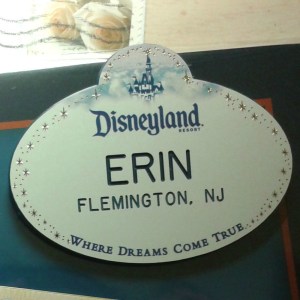 Disneyland
RESORT
ERIN
FLEMINGTON, NJ
WHERE DREAMS COME TRUE